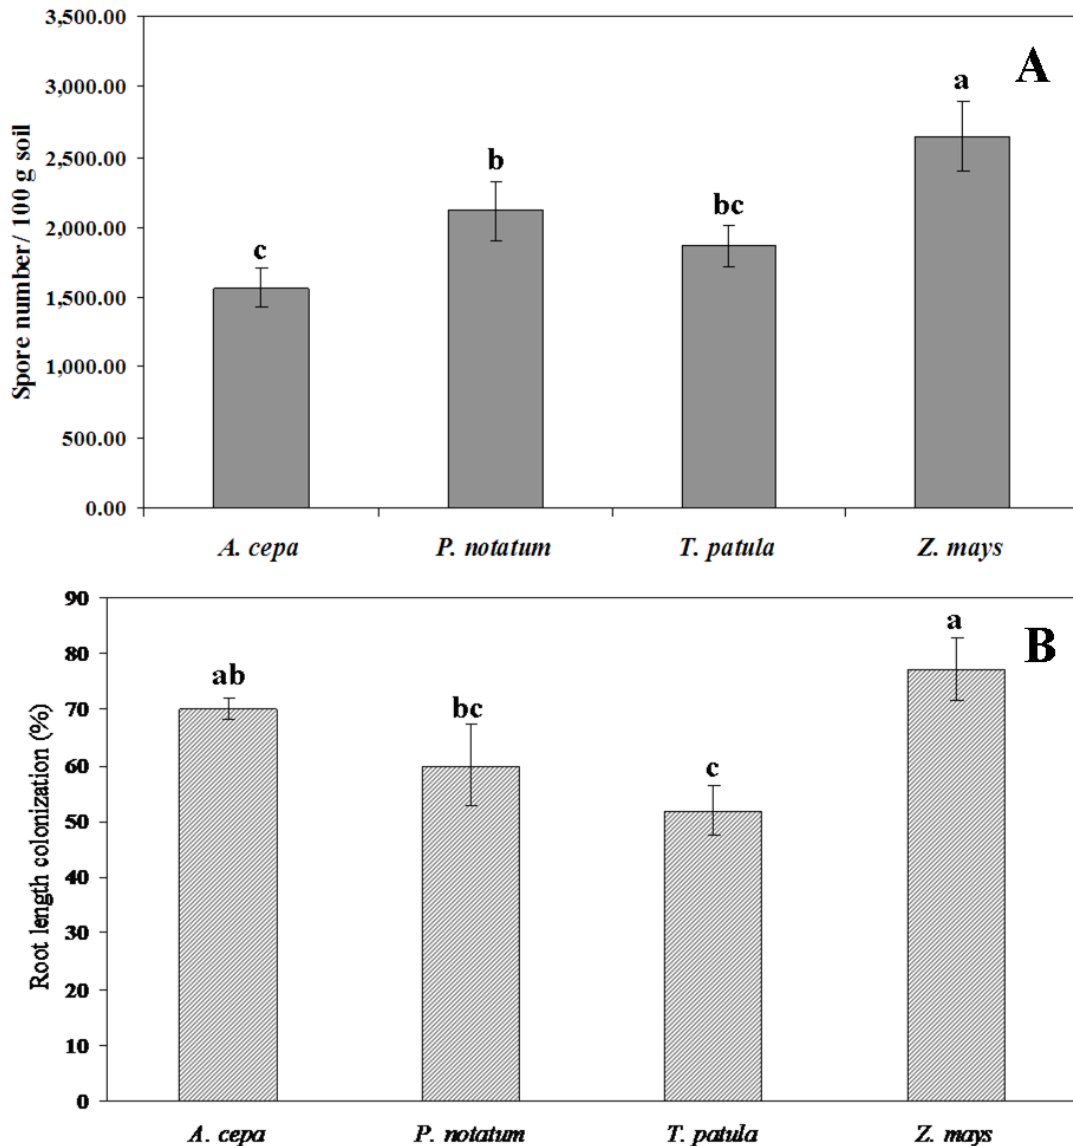 3,500.00
A
3,000.00
a
2,500.00
b
2,000.00
bc
c
1,500.00
1,000.00
500.00
0.00
Spore number/ 100 g soil
A. cepa P. notatum T. patula Z. mays
90
B
80
a
ab
70
bc
60
c
50
40
30
20
10
0
Root length colonization (%)
A. cepa P. notatum T. patula Z. mays